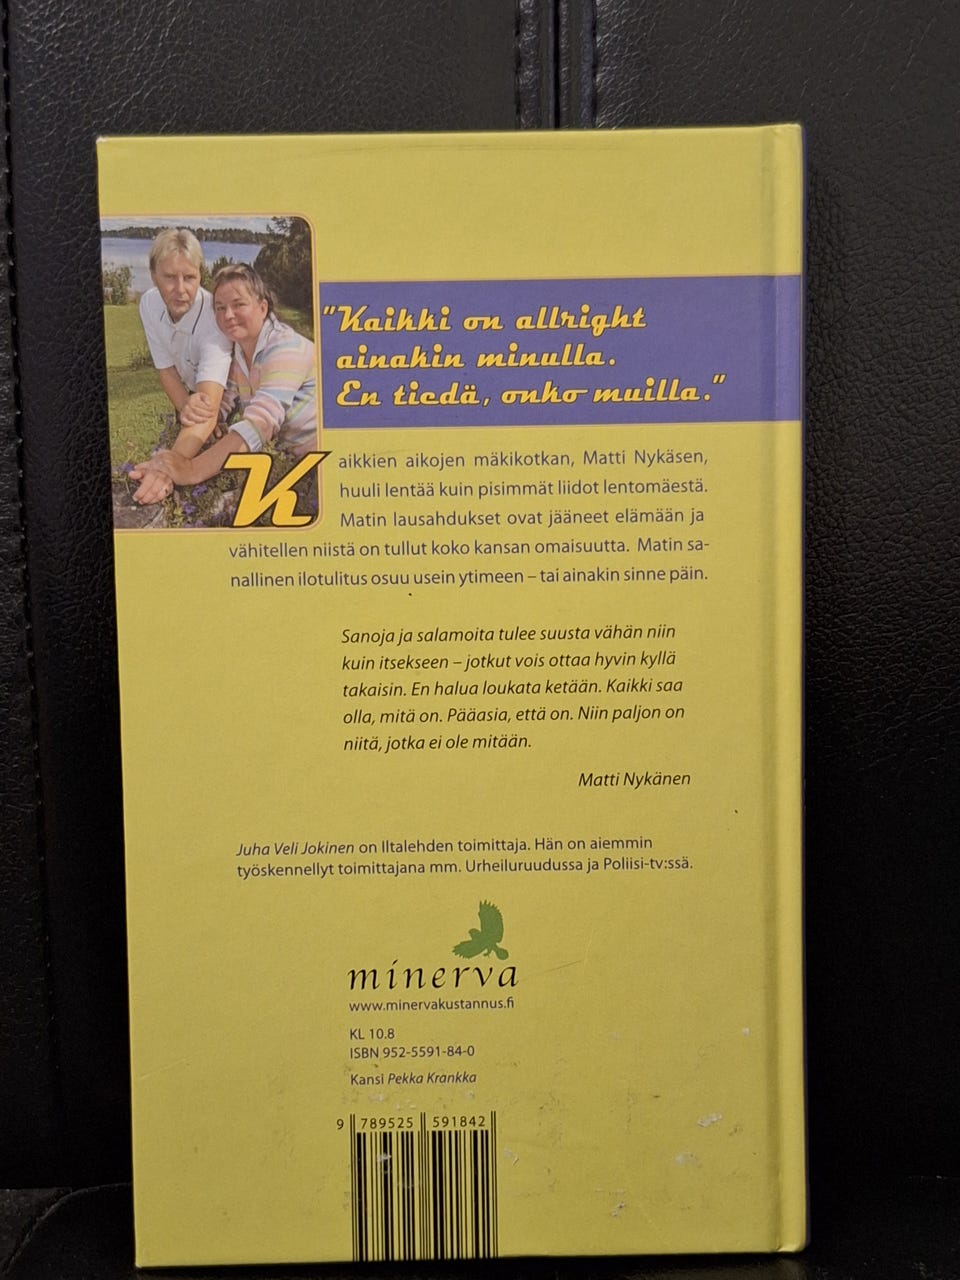 "Kaikki on allright
ainakin minulla.
En tiedä, onko muilla."
Kaikkien aikojen mäkikotkan, Matti Nykäsen,
huuli lentää kuin pisimmät liidot lentomäestä.
Matin lausahdukset ovat jääneet elämään ja
vähitellen niistä on tullut koko kansan omaisuutta. Matin sa-
nallinen ilotulitus osuu usein ytimeen – tai ainakin sinne päin.
Sanoja ja salamoita tulee suusta vähän niin
kuin itsekseen – jotkut vois ottaa hyvin kyllä
takaisin. En halua loukata ketään. Kaikki saa
olla, mitä on. Pääasia, että on. Niin paljon on
niitä, jotka ei ole mitään.
Matti Nykänen
Juha Veli Jokinen on Iltalehden toimittaja. Hän on aiemmin
työskennellyt toimittajana mm. Urheiluruudussa ja Poliisi-tv:ssä.
minerva
www.minervakustannus.fi
KL 10.8
ISBN 952-5591-84-0
Kansi Pekka Krankka
9 789525 591842